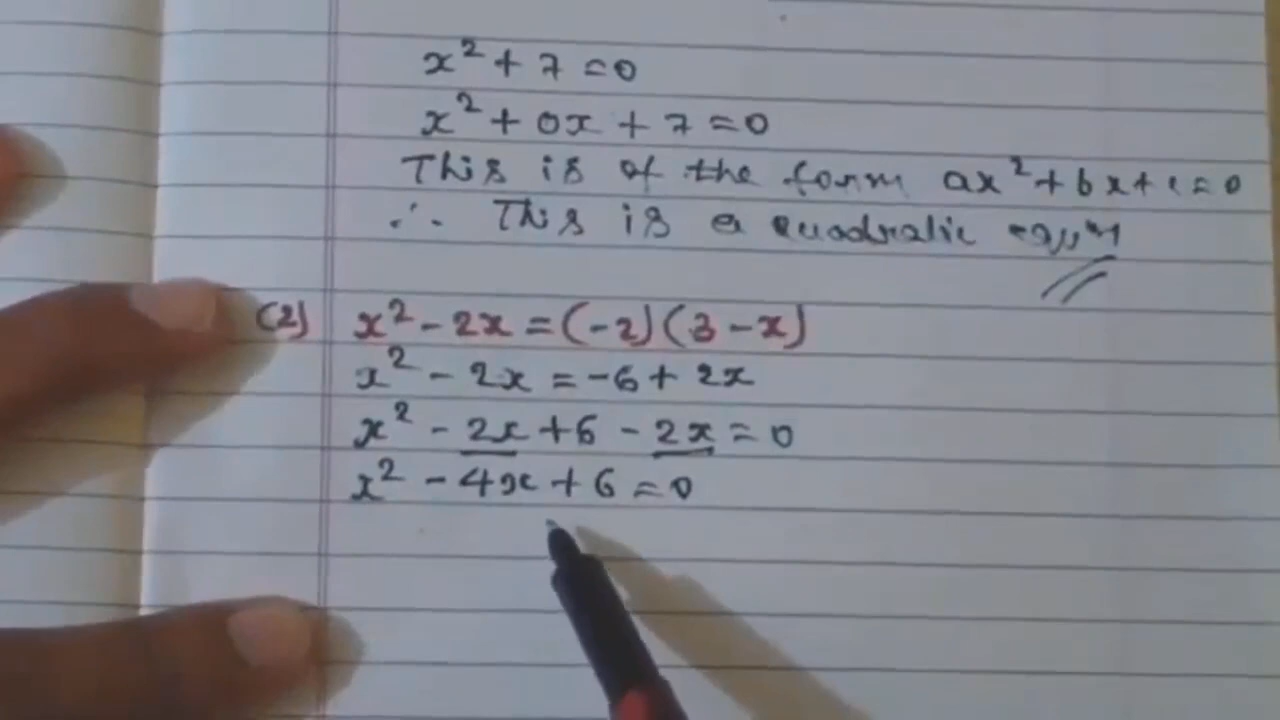 x² + 7 = 0
x² + 0x + 7 = 0
This is of the form ax² + bx + c = 0
∴ This is a quadratic
(2) x² - 2x = (-2)(3 - x)
x² - 2x = -6 + 2x
x² - 2x + 6 - 2x = 0
x² - 4x + 6 = 0